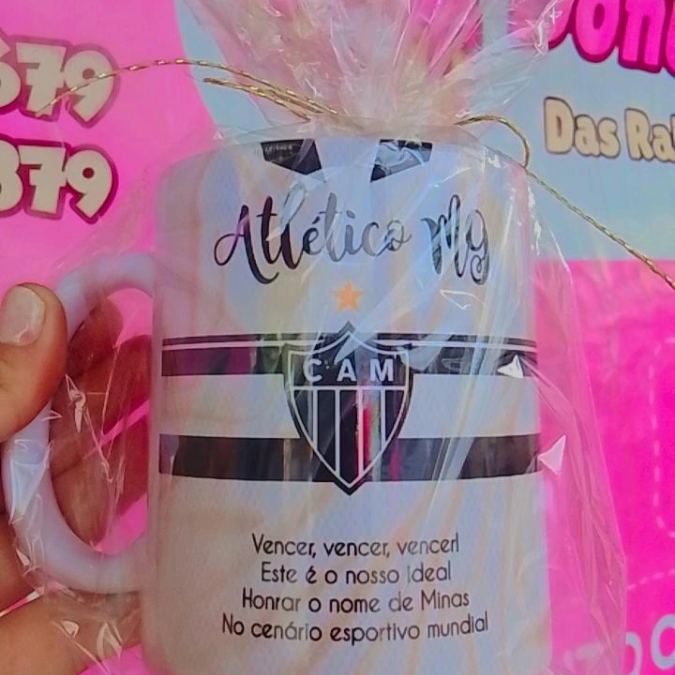 679
879
Das Ra
Atlético Mg
CAM
Vencer, vencer, vencer!
Este é o nosso ideal
Honrar o nome de Minas
No cenário esportivo mundial